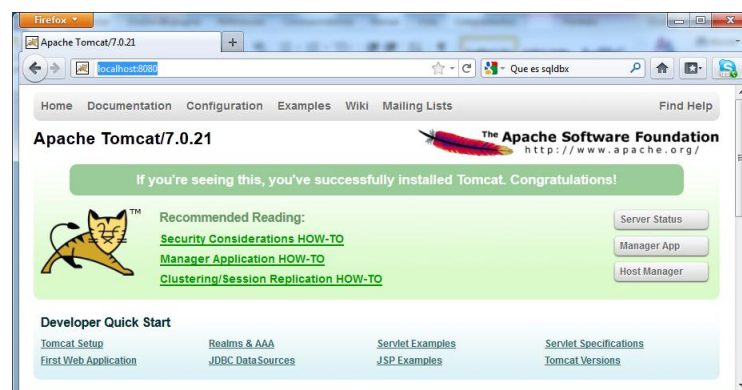 Firefox
Apache Tomcat/7.0.21
localhost:8080
Que es sqldbx
Home Documentation Configuration Examples Wiki Mailing Lists Find Help
Apache Tomcat/7.0.21
The Apache Software Foundation
http://www.apache.org/
If you're seeing this, you've successfully installed Tomcat. Congratulations!
TM
Recommended Reading:
Security Considerations HOW-TO
Manager Application HOW-TO
Clustering/Session Replication HOW-TO
Server Status
Manager App
Host Manager
Developer Quick Start
Tomcat Setup Realms & AAA Servlet Examples Servlet Specifications
First Web Application JDBC DataSources JSP Examples Tomcat Versions